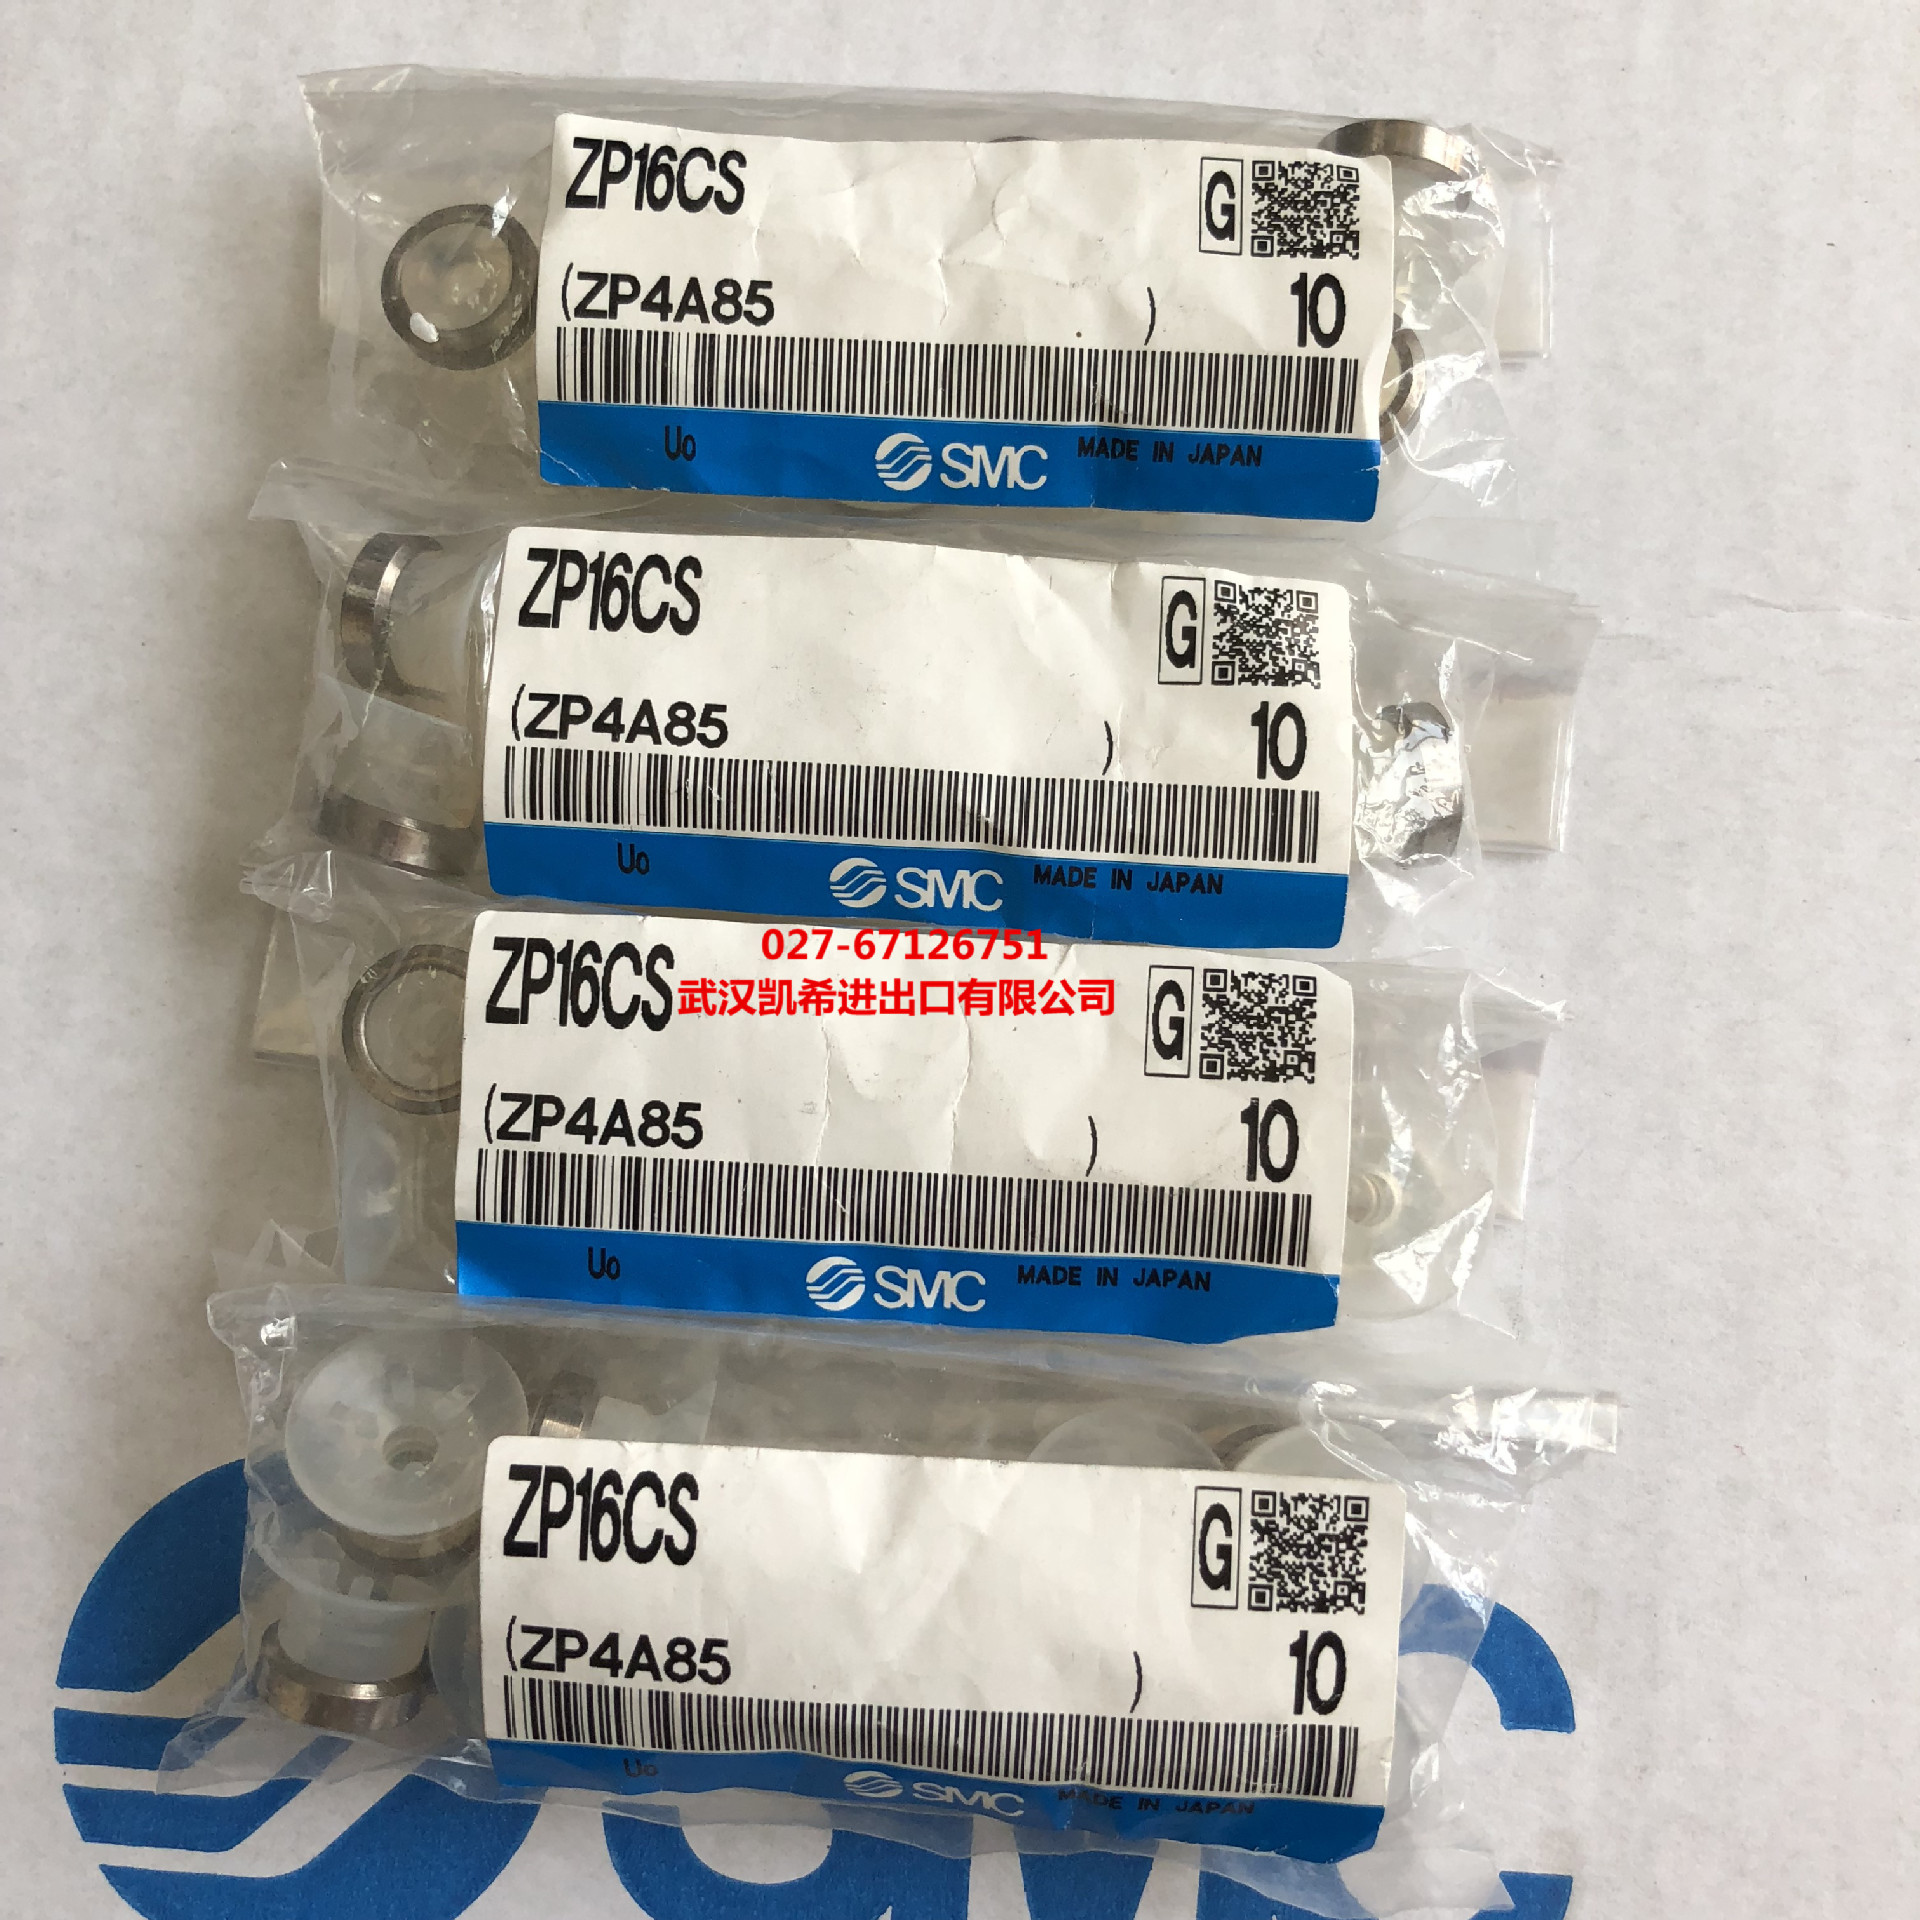 ZP16CS
G
(ZP4A85 )
10
Uo
SMC
MADE IN JAPAN
ZP16CS
G
(ZP4A85 )
10
Uo
SMC
MADE IN JAPAN
027-67126751
武汉凯希进出口有限公司
ZP16CS
G
(ZP4A85 )
10
Uo
SMC
MADE IN JAPAN
ZP16CS
G
(ZP4A85 )
10
Uo
SMC
MADE IN JAPAN
SMC